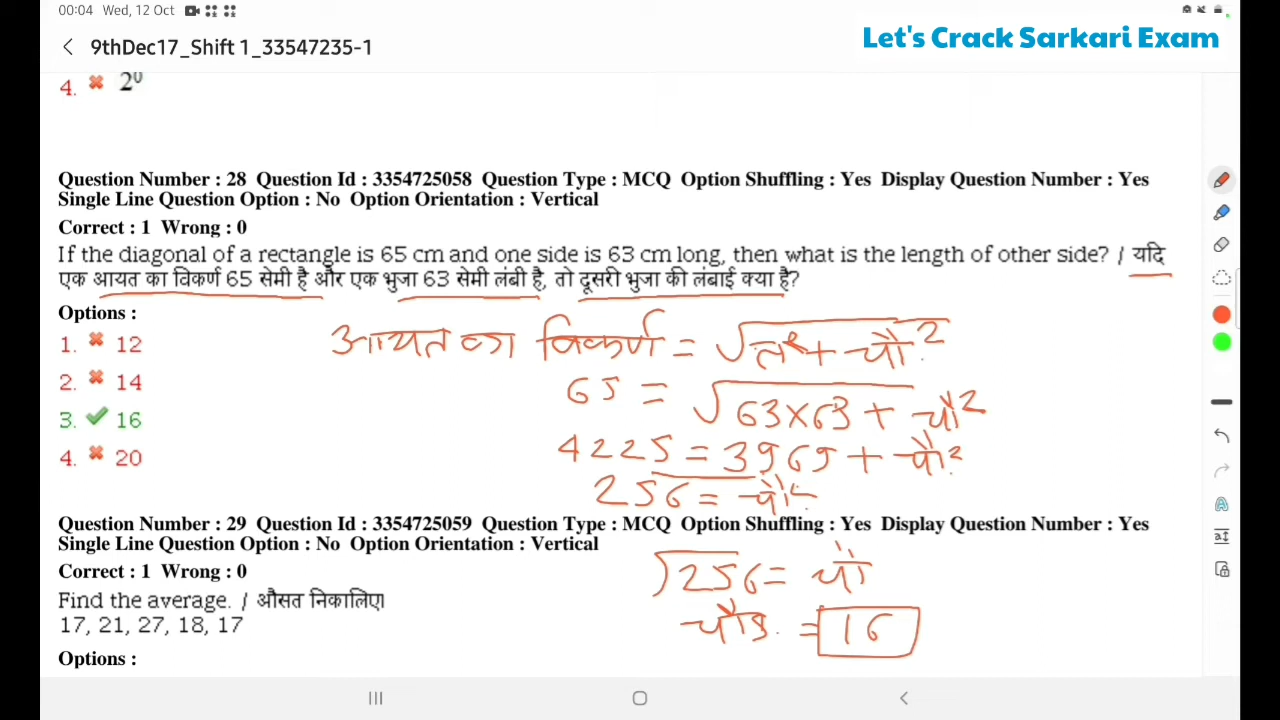 00:04 Wed, 12 Oct
9thDec17_Shift 1_33547235-1
Let's Crack Sarkari Exam
4. 2⁰
Question Number : 28 Question Id : 3354725058 Question Type : MCQ Option Shuffling : Yes Display Question Number : Yes
Single Line Question Option : No Option Orientation : Vertical
Correct : 1 Wrong : 0
If the diagonal of a rectangle is 65 cm and one side is 63 cm long, then what is the length of other side? / यदि
एक आयत का विकर्ण 65 सेमी है और एक भुजा 63 सेमी लंबी है, तो दूसरी भुजा की लंबाई क्या है?
Options :
आयत का विकर्ण = √ल² + चौ²
1. 12
2. 14
65 = √63×63 + चौ²
3. 16
4225 = 3969 + चौ²
4. 20
256 = चौ²
Question Number : 29 Question Id : 3354725059 Question Type : MCQ Option Shuffling : Yes Display Question Number : Yes
Single Line Question Option : No Option Orientation : Vertical
Correct : 1 Wrong : 0
√256 = चौ
Find the average. / औसत निकालिए।
17, 21, 27, 18, 17
चौड़. = 16
Options :